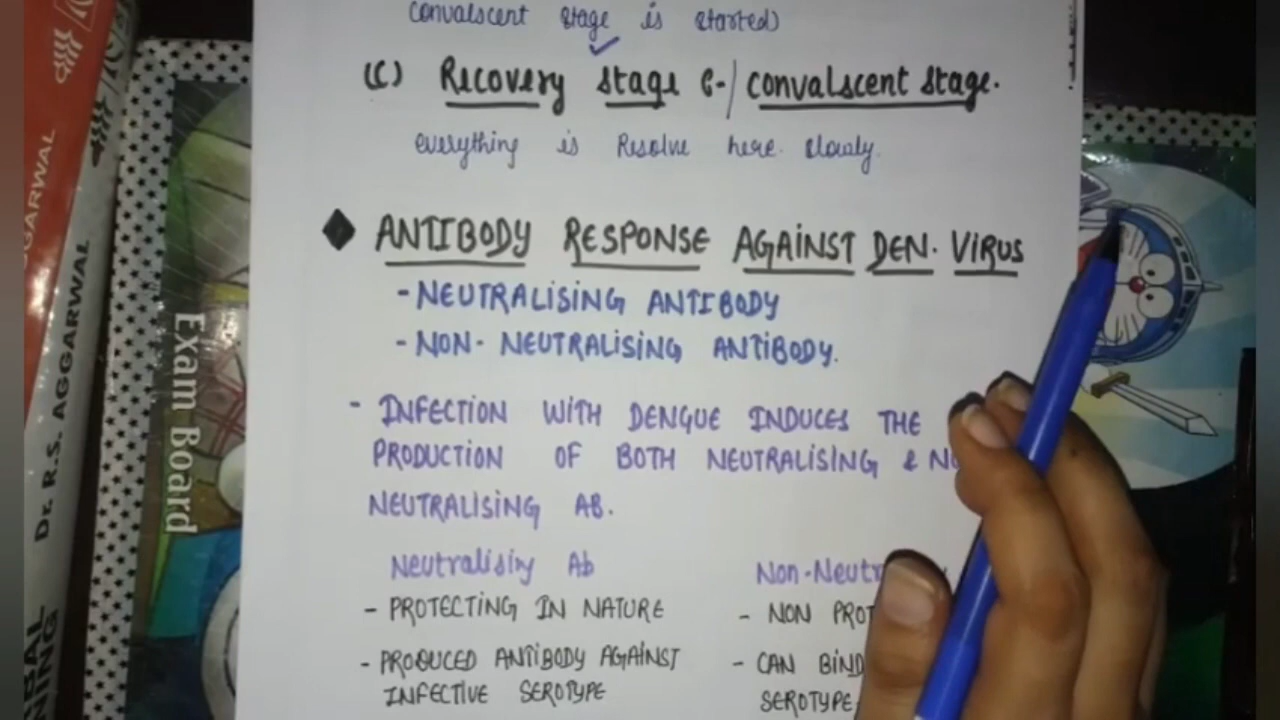 convalscent stage is started)
(C) Recovery stage :-/ convalscent stage.
everything is Resolve here slowly.
ANTIBODY RESPONSE AGAINST DEN. VIRUS
- NEUTRALISING ANTIBODY
- NON- NEUTRALISING ANTIBODY.
- INFECTION WITH DENGUE INDUCES THE
PRODUCTION OF BOTH NEUTRALISING &
NEUTRALISING AB.
Neutralising Ab
Non-Neutr
- PROTECTING IN NATURE
- NON PROT
- PRODUCED ANTIBODY AGAINST
INFECTIVE SEROTYPE
- CAN BIND
SEROTYPE
Exam Board
Dr. R.S. AGGARWAL
GGARWAL